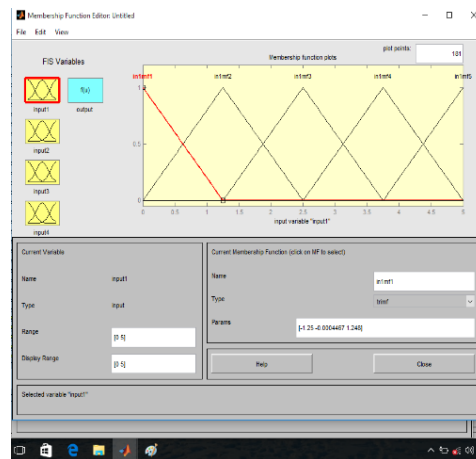 Membership Function Editor: Untitled
File Edit View
FIS Variables
Membership function plots
plot points: 181
f(x)
input1 output
input2
input3
input4
in1mf1 in1mf2 in1mf3 in1mf4 in1mf5
1
0.5
0
0 0.5 1 1.5 2 2.5 3 3.5 4 4.5 5
input variable "input1"
Current Variable
Name input1
Type input
Range [0 5]
Display Range [0 5]
Current Membership Function (click on MF to select)
Name in1mf1
Type trimf
Params [-1.25 -0.0004467 1.246]
Help Close
Selected variable "input1"